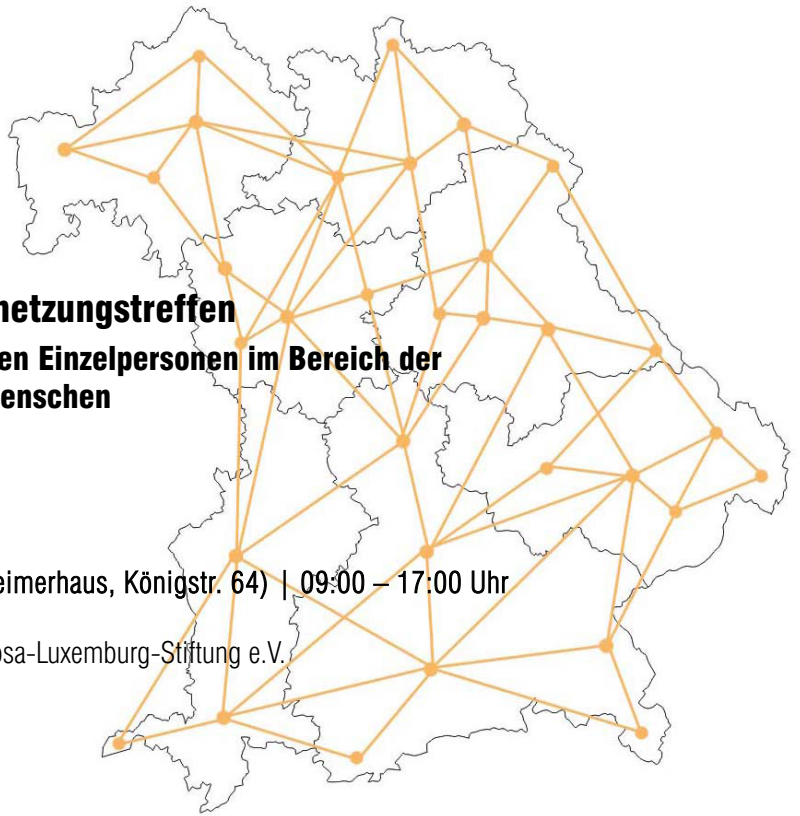 netzungstreffen
en Einzelpersonen im Bereich der
enschen
eimerhaus, Königstr. 64) | 09:00 – 17:00 Uhr
osa-Luxemburg-Stiftung e.V.